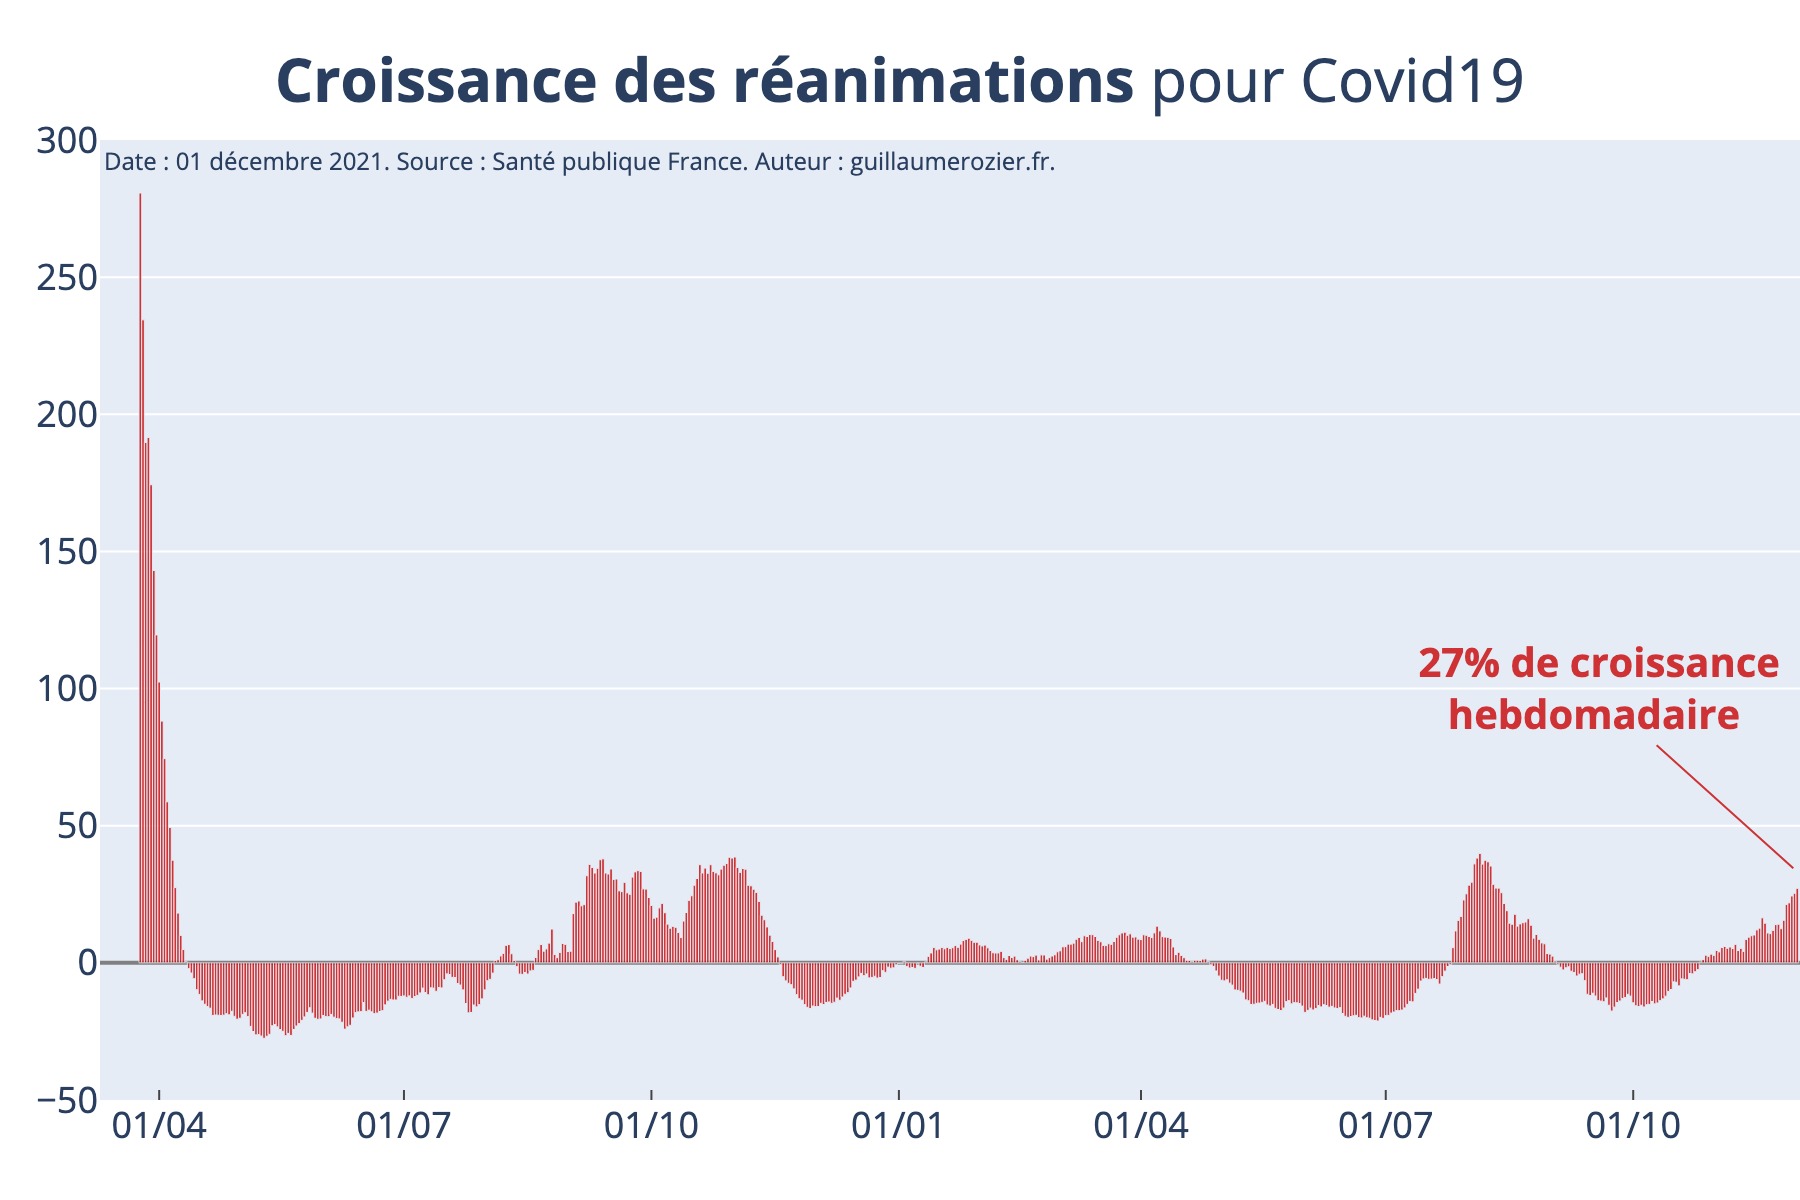 Croissance des réanimations pour Covid19
300
Date : 01 décembre 2021. Source : Santé publique France. Auteur : guillaumerozier.fr.
250
200
150
27% de croissance
100
hebdomadaire
50
0
−50
01/04 01/07 01/10 01/01 01/04 01/07 01/10